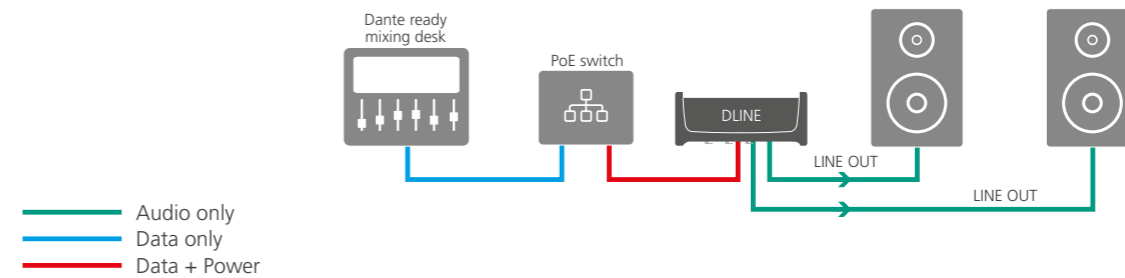 Dante ready
mixing desk
PoE switch
DLINE
LINE OUT
LINE OUT
Audio only
Data only
Data + Power